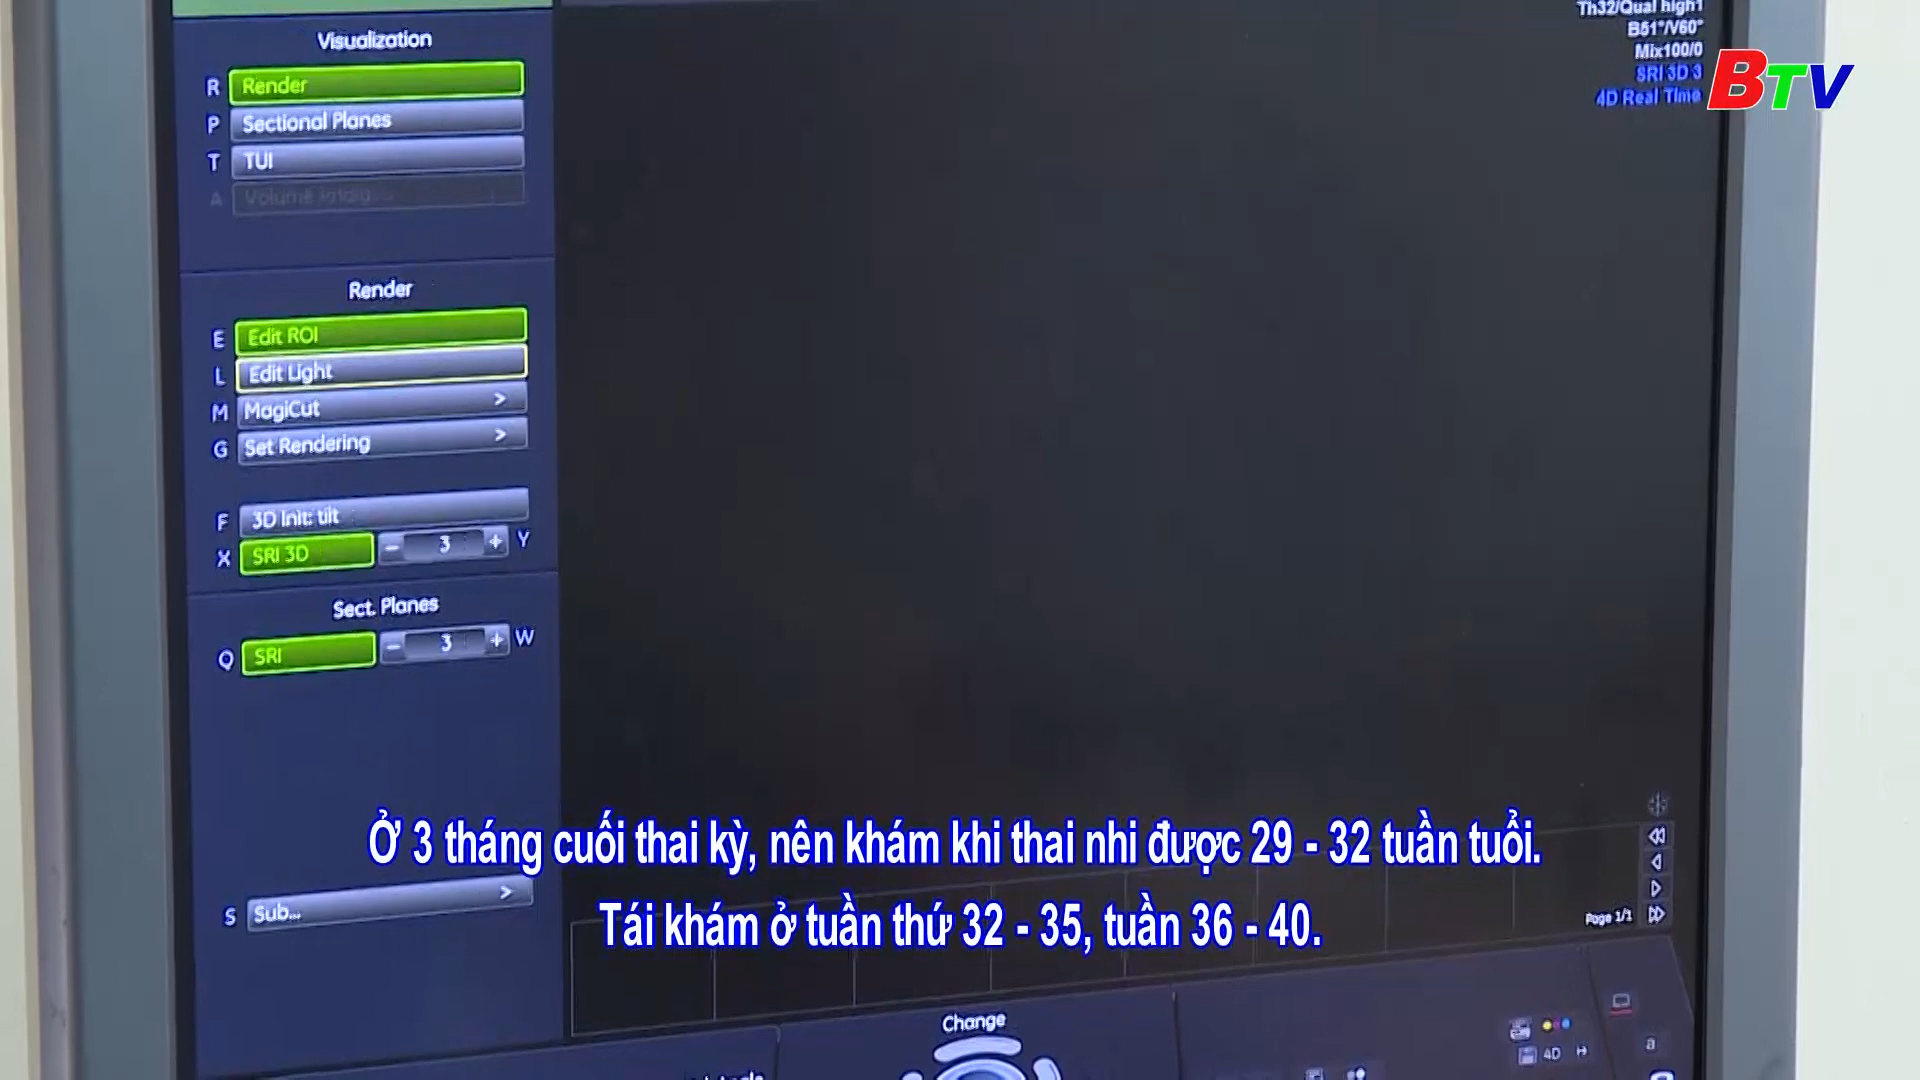 Th32/Qual high1
B51°/V60°
Mix100/0
SRI 3D 3
4D Real Time
BTV
Visualization
R Render
P Sectional Planes
T TUI
A Volume
Render
E Edit ROI
L Edit Light
M MagiCut >
G Set Rendering >
F 3D Init: tilt
X SRI 3D - 3 + Y
Sect. Planes
Q SRI - 3 + W
Ở 3 tháng cuối thai kỳ, nên khám khi thai nhi được 29 - 32 tuần tuổi.
Tái khám ở tuần thứ 32 - 35, tuần 36 - 40.
S Sub... >
Page 1/1
Change
4D
a